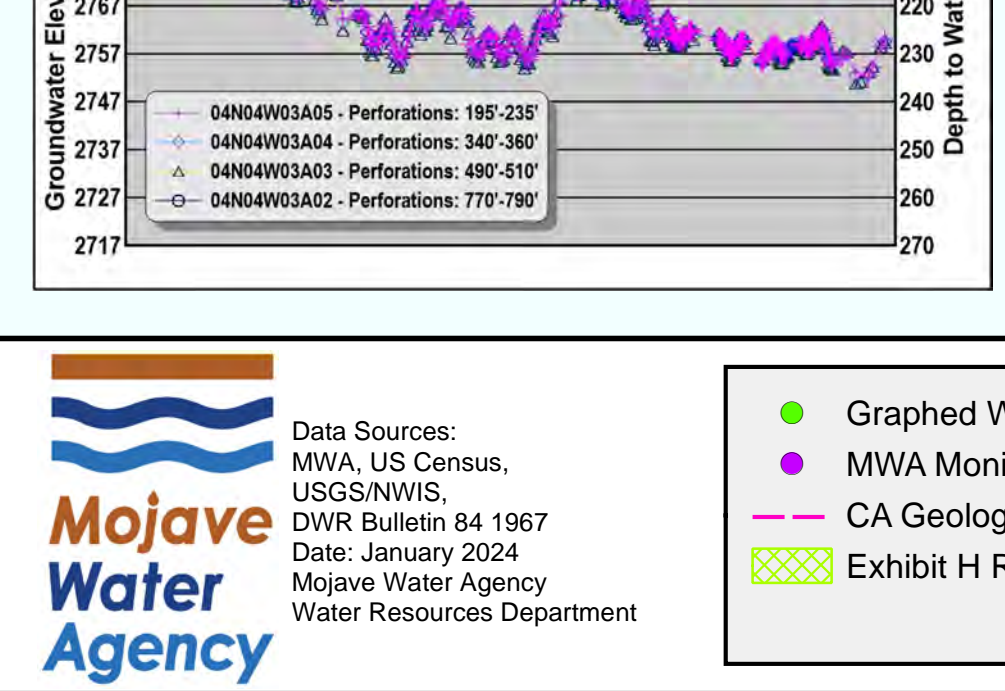 Groundwater Elev
2767
2757
2747
2737
2727
2717
04N04W03A05 - Perforations: 195'-235'
04N04W03A04 - Perforations: 340'-360'
04N04W03A03 - Perforations: 490'-510'
04N04W03A02 - Perforations: 770'-790'
220
230
240
250
260
270
Depth to Wat
Mojave
Water
Agency
Data Sources:
MWA, US Census,
USGS/NWIS,
DWR Bulletin 84 1967
Date: January 2024
Mojave Water Agency
Water Resources Department
Graphed W
MWA Moni
CA Geolog
Exhibit H R